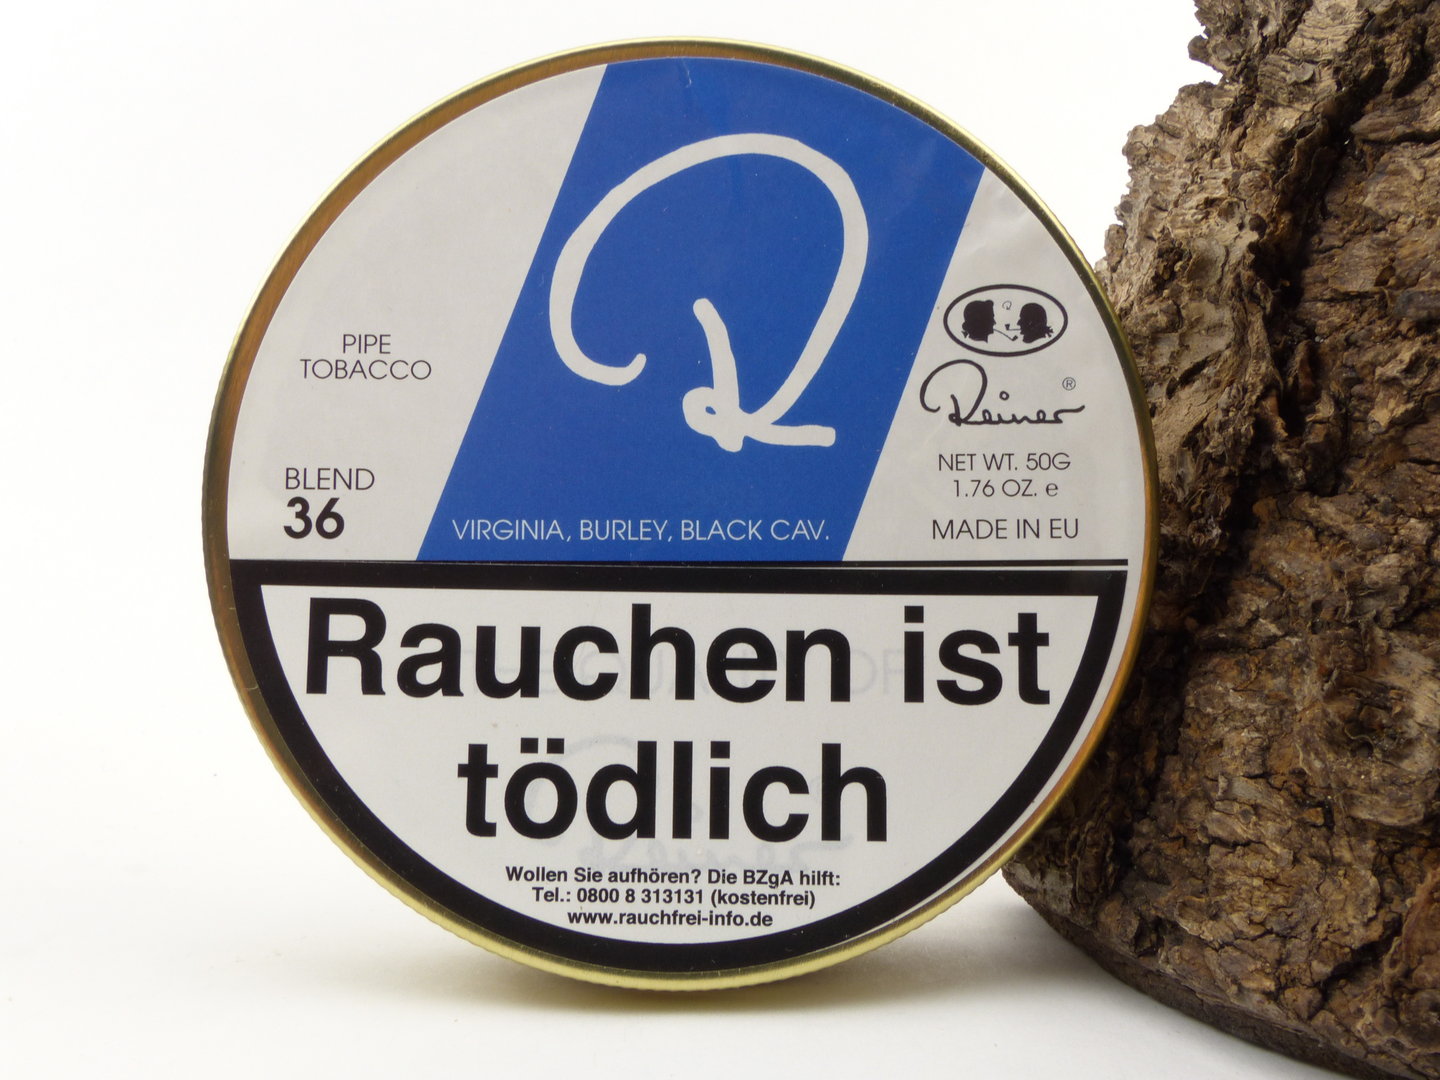 R
PIPE
TOBACCO
BLEND
36
VIRGINIA, BURLEY, BLACK CAV.
Reiner®
NET WT. 50G
1.76 OZ. e
MADE IN EU
Rauchen ist
tödlich
Wollen Sie aufhören? Die BZgA hilft:
Tel.: 0800 8 313131 (kostenfrei)
www.rauchfrei-info.de